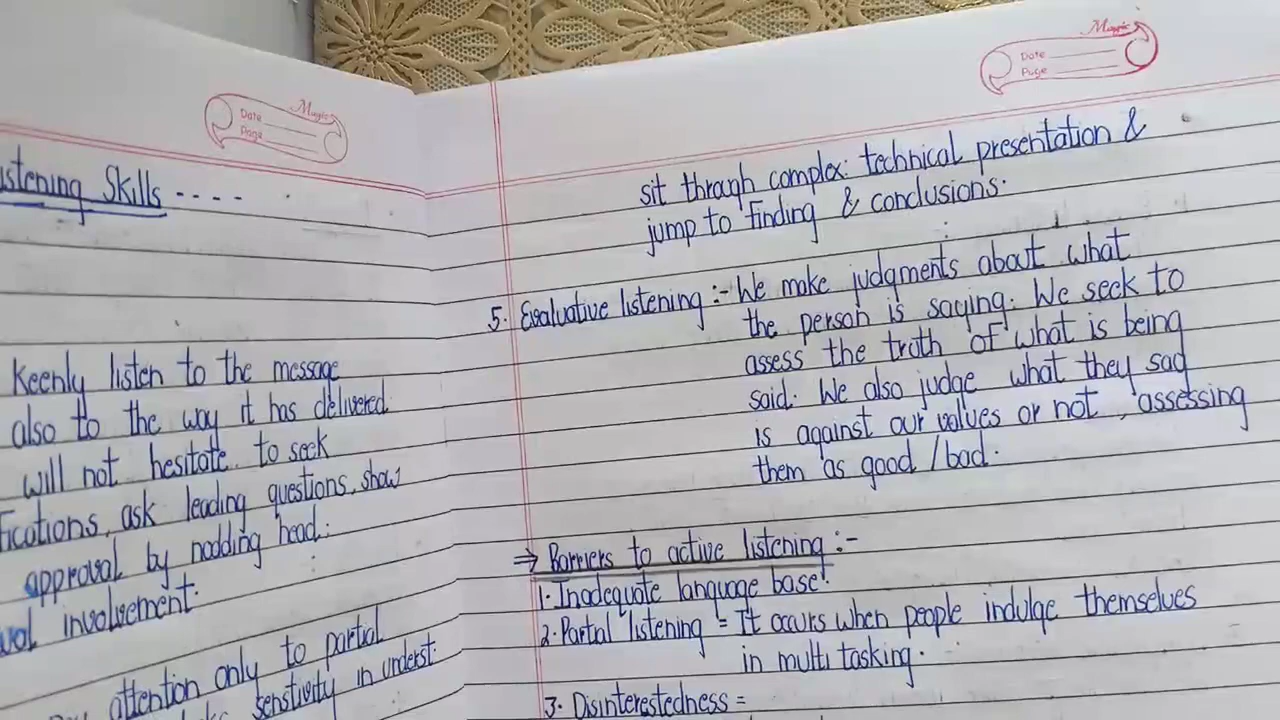 Magic
Date
Page
istening Skills ----
Keenly listen to the message
also to the way it has delivered
will not hesitate to seek
fications, ask leading questions, show
approval by nodding head.
involvement.
attention only to partial
senstivity in underst.
Magic
Date
Page
sit through complex technical presentation &
jump to finding & conclusions.
5. Evaluative listening :- We make judgments about what
the person is saying. We seek to
assess the truth of what is being
said. We also judge what they sad
is against our values or not, assessing
them as good / bad.
⇒ Barriers to active listening :-
1. Inadequate language base.
2. Partial listening = It occurs when people indulge themselves
in multi tasking.
3. Disinterestedness =